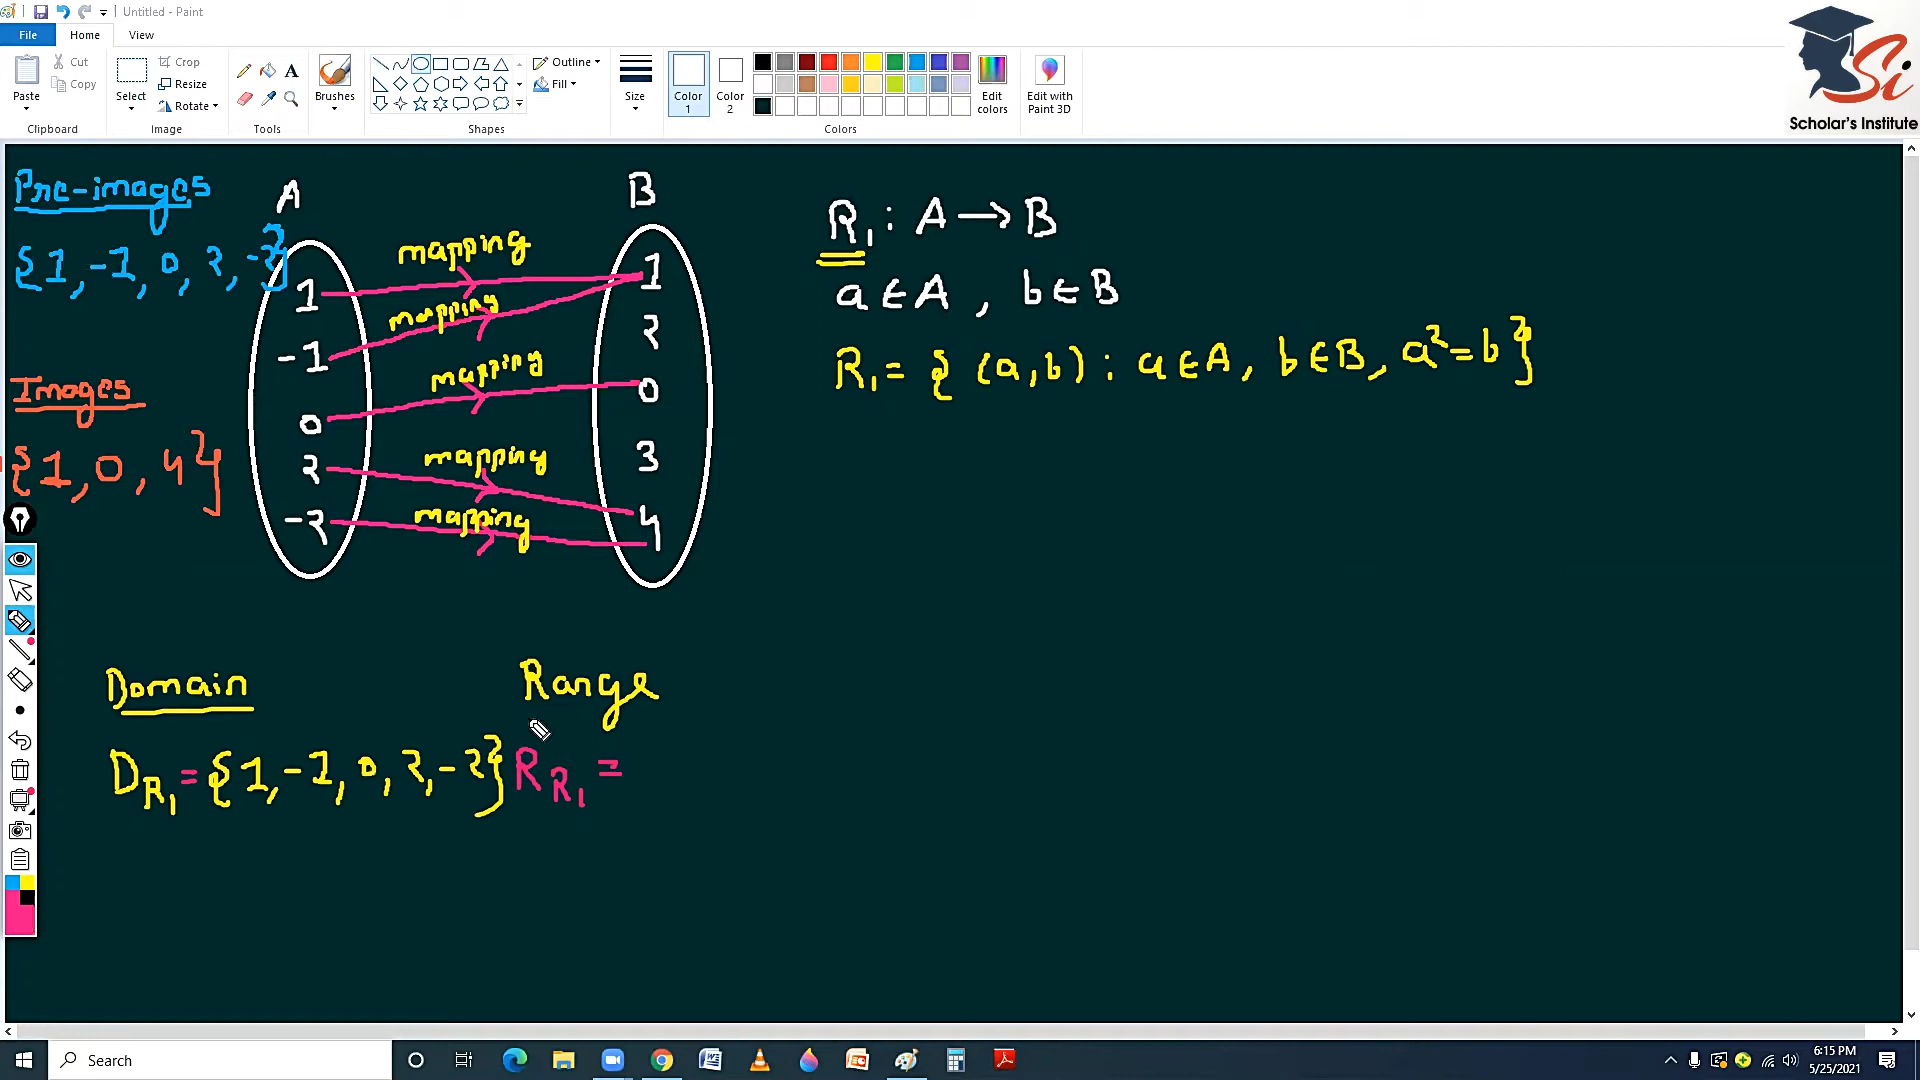 Untitled - Paint
File Home View
Paste
Cut
Copy
Clipboard
Select
Crop
Resize
Rotate
Image
Tools
Brushes
Shapes
Outline
Fill
Size
Color 1
Color 2
Colors
Edit colors
Edit with Paint 3D
Si
Scholar's Institute
Pre-images
{1, -1, 0, 2, -2}
Images
{1, 0, 4}
A
1
-1
0
2
-2
mapping
mapping
mapping
mapping
mapping
B
1
2
0
3
4
R₁ : A → B
a ∈ A , b ∈ B
R₁ = { (a, b) : a ∈ A, b ∈ B, a² = b }
Domain
D_R₁ = {1, -1, 0, 2, -2}
Range
R_R₁ =
Search
6:15 PM
5/25/2021